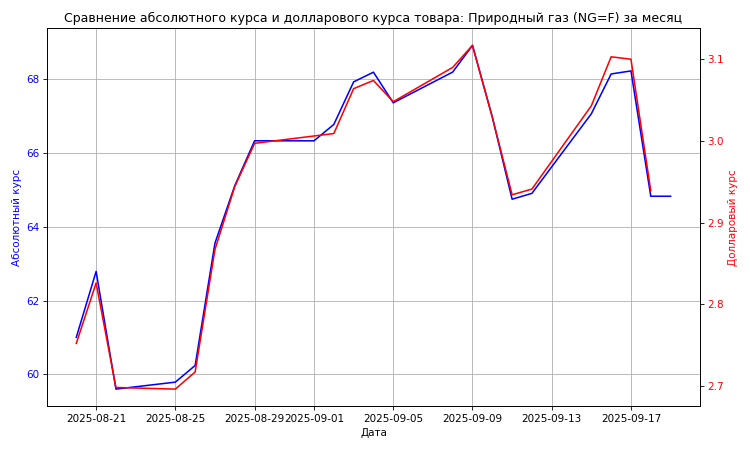 Сравнение абсолютного курса и долларового курса товара: Природный газ (NG=F) за месяц
Абсолютный курс
68
66
64
62
60
3.1
3.0
2.9
2.8
2.7
Долларовый курс
2025-08-21 2025-08-25 2025-08-29 2025-09-01 2025-09-05 2025-09-09 2025-09-13 2025-09-17
Дата